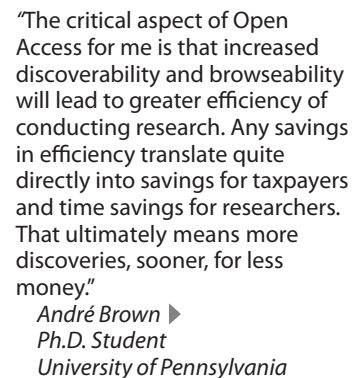 “The critical aspect of Open
Access for me is that increased
discoverability and browseability
will lead to greater efficiency of
conducting research. Any savings
in efficiency translate quite
directly into savings for taxpayers
and time savings for researchers.
That ultimately means more
discoveries, sooner, for less
money.”
André Brown
Ph.D. Student
University of Pennsylvania